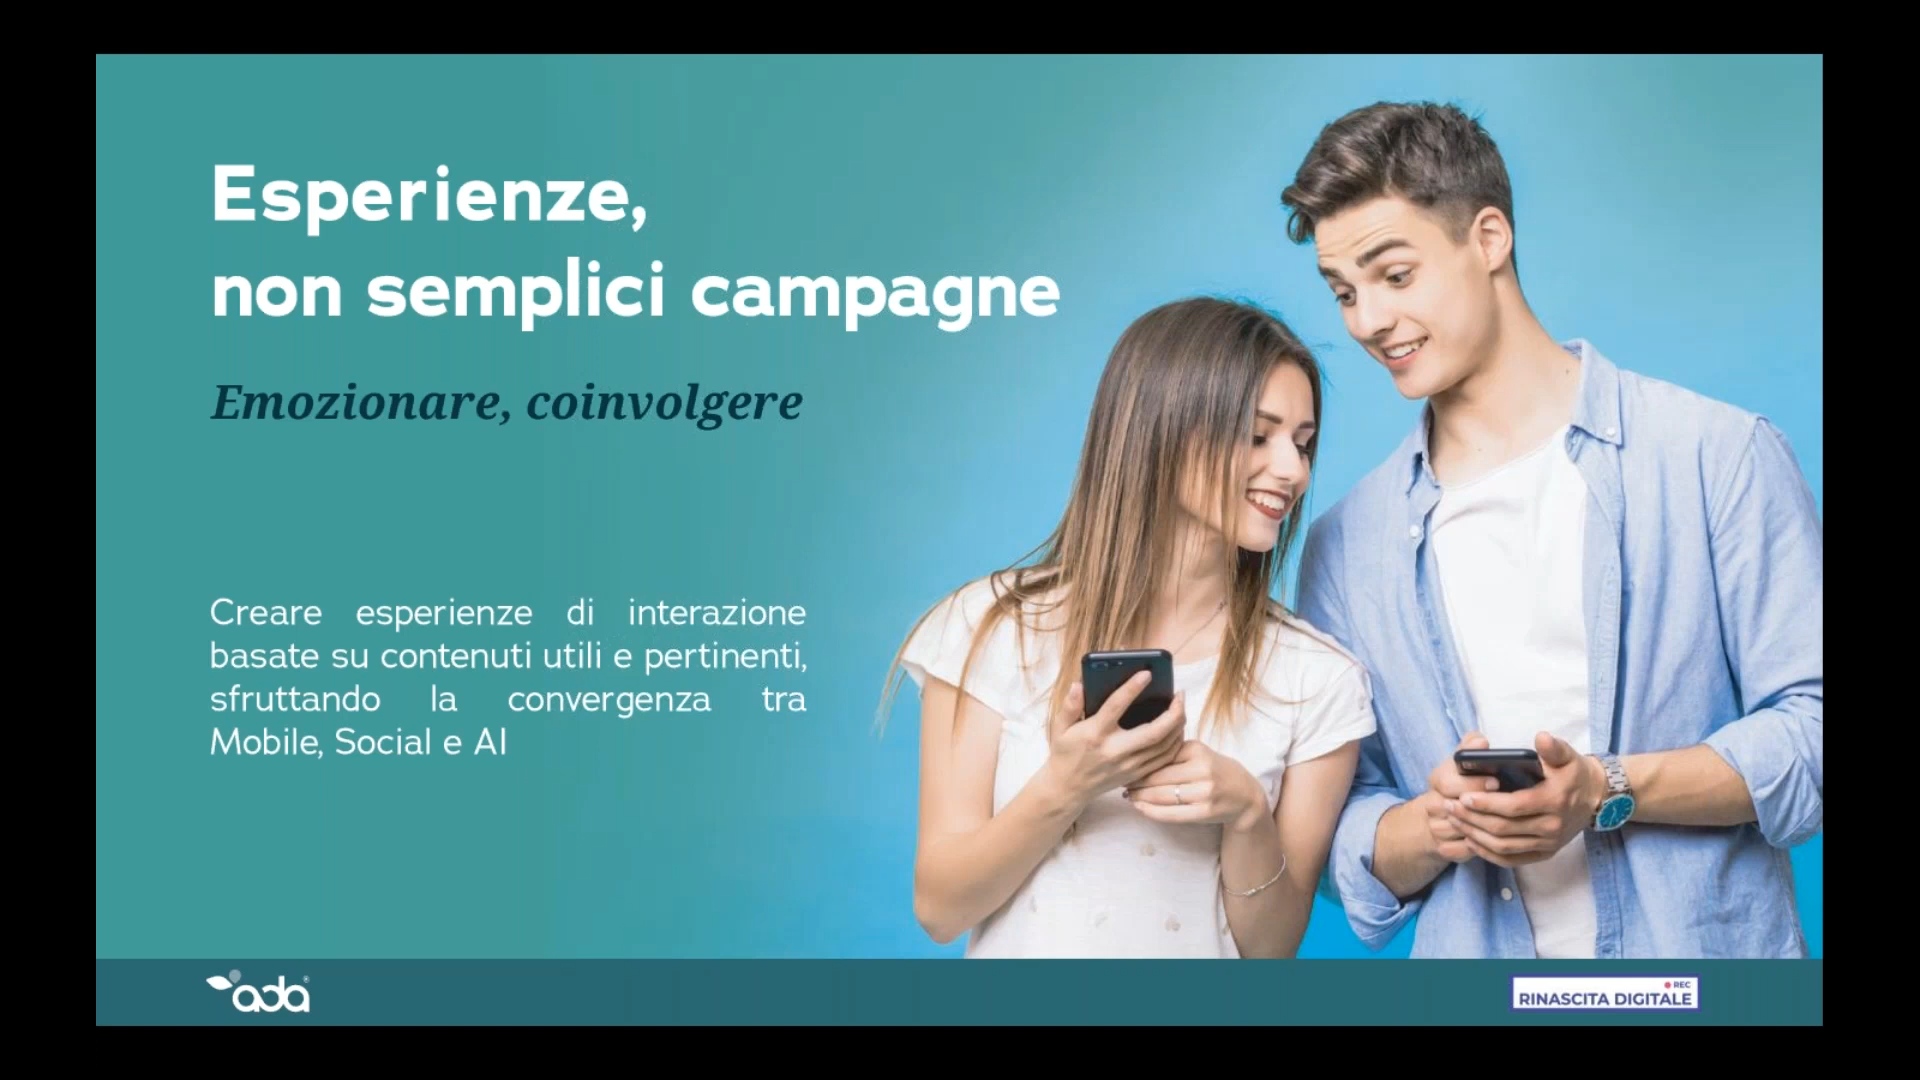 Esperienze,
non semplici campagne
Emozionare, coinvolgere
Creare esperienze di interazione
basate su contenuti utili e pertinenti,
sfruttando la convergenza tra
Mobile, Social e AI
ada
REC
RINASCITA DIGITALE